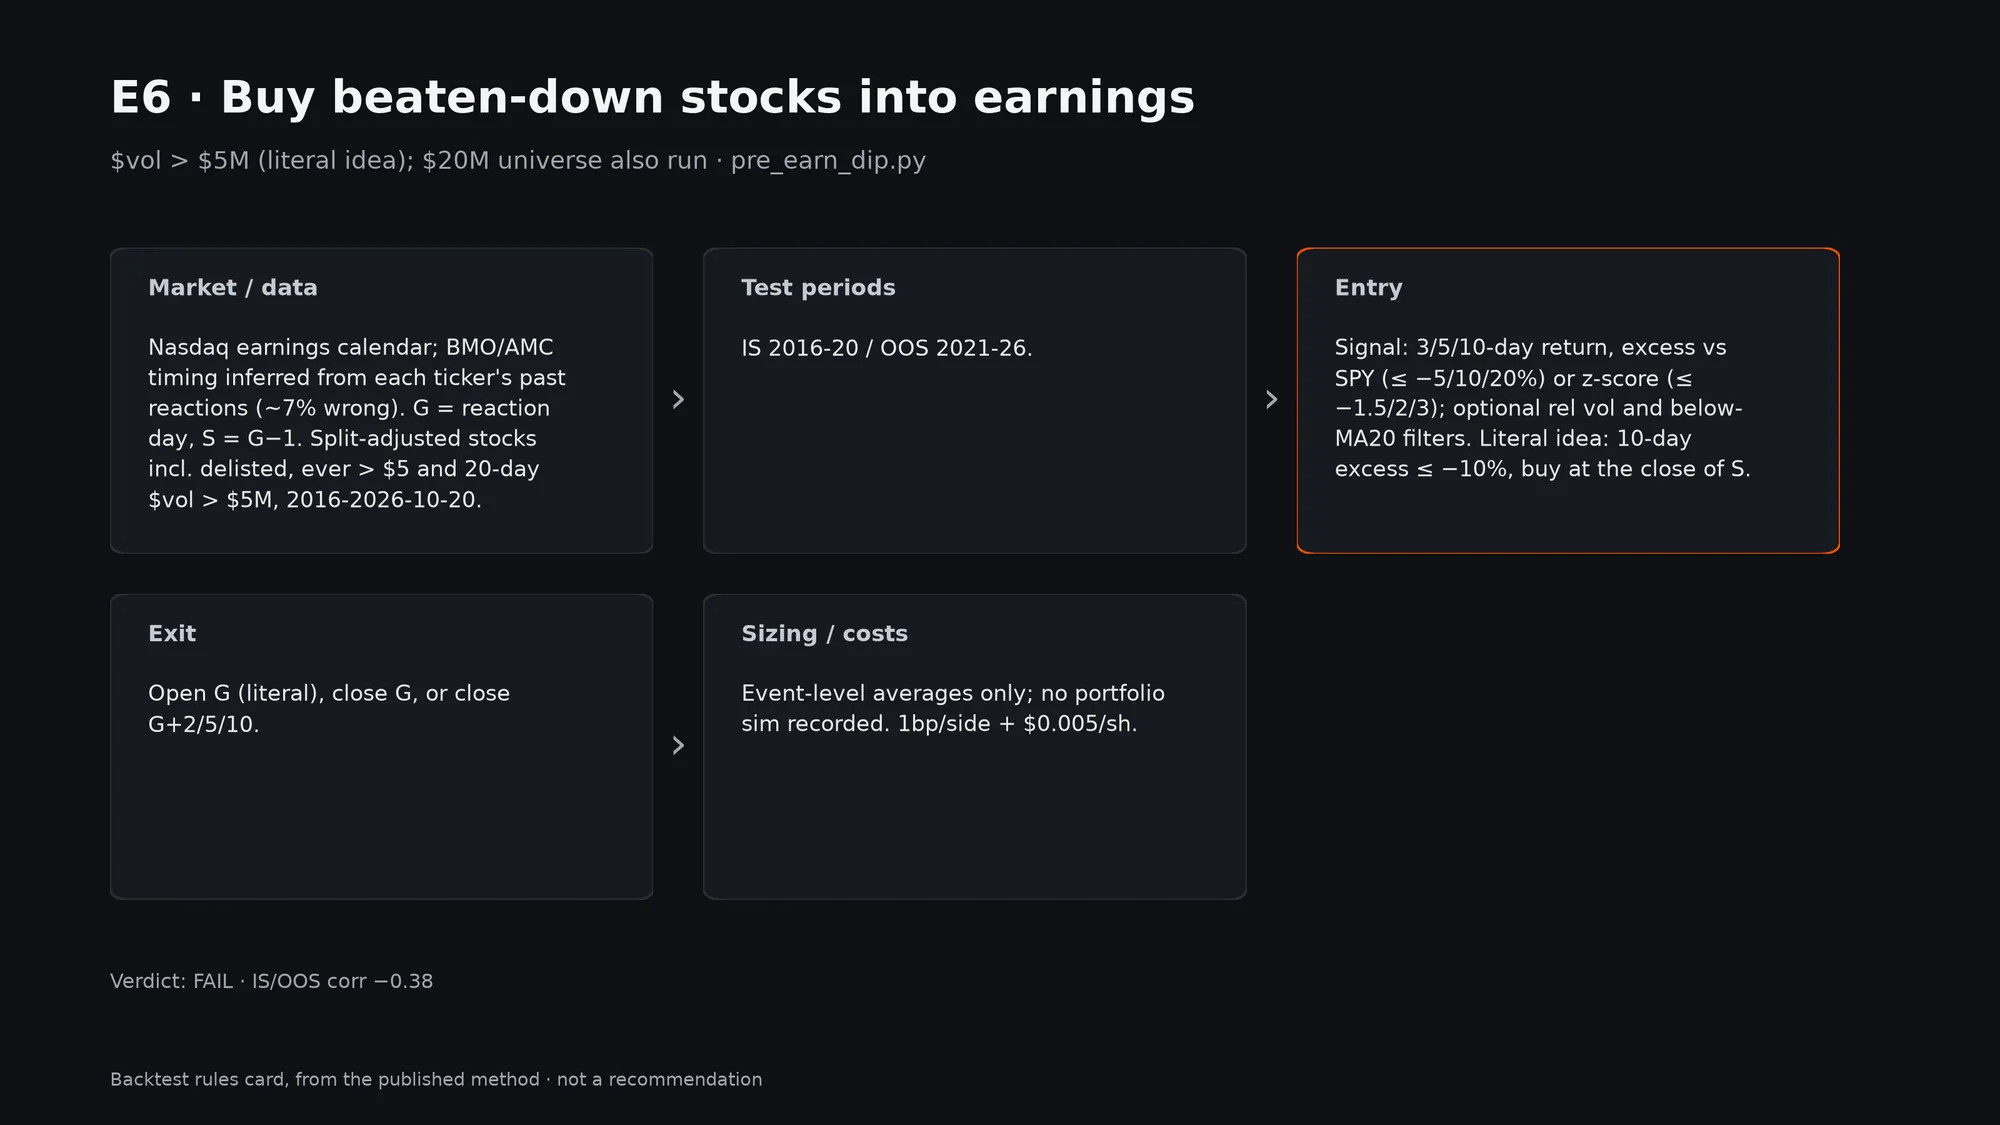 E6 · Buy beaten-down stocks into earnings
$vol > $5M (literal idea); $20M universe also run · pre_earn_dip.py
Market / data
Nasdaq earnings calendar; BMO/AMC
timing inferred from each ticker's past
reactions (~7% wrong). G = reaction
day, S = G−1. Split-adjusted stocks
incl. delisted, ever > $5 and 20-day
$vol > $5M, 2016-2026-10-20.
›
Test periods
IS 2016-20 / OOS 2021-26.
›
Entry
Signal: 3/5/10-day return, excess vs
SPY (≤ −5/10/20%) or z-score (≤
−1.5/2/3); optional rel vol and below-
MA20 filters. Literal idea: 10-day
excess ≤ −10%, buy at the close of S.
Exit
Open G (literal), close G, or close
G+2/5/10.
›
Sizing / costs
Event-level averages only; no portfolio
sim recorded. 1bp/side + $0.005/sh.
Verdict: FAIL · IS/OOS corr −0.38
Backtest rules card, from the published method · not a recommendation